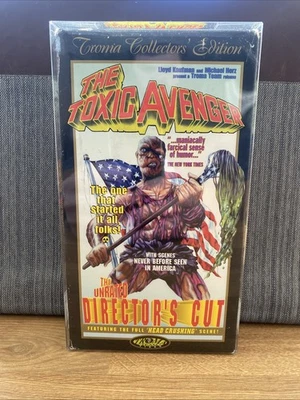 Troma Collectors Edition
Lloyd Kaufman and Michael Herz
present a Troma Team release
THE
TOXIC AVENGER
"...maniacally
farcical sense
of humor..."
THE NEW YORK TIMES
The one
that
started it
all folks!
WITH SCENES
NEVER BEFORE SEEN
IN AMERICA
THE
UNRATED
DIRECTOR'S CUT
FEATURING THE FULL "HEAD CRUSHING" SCENE!